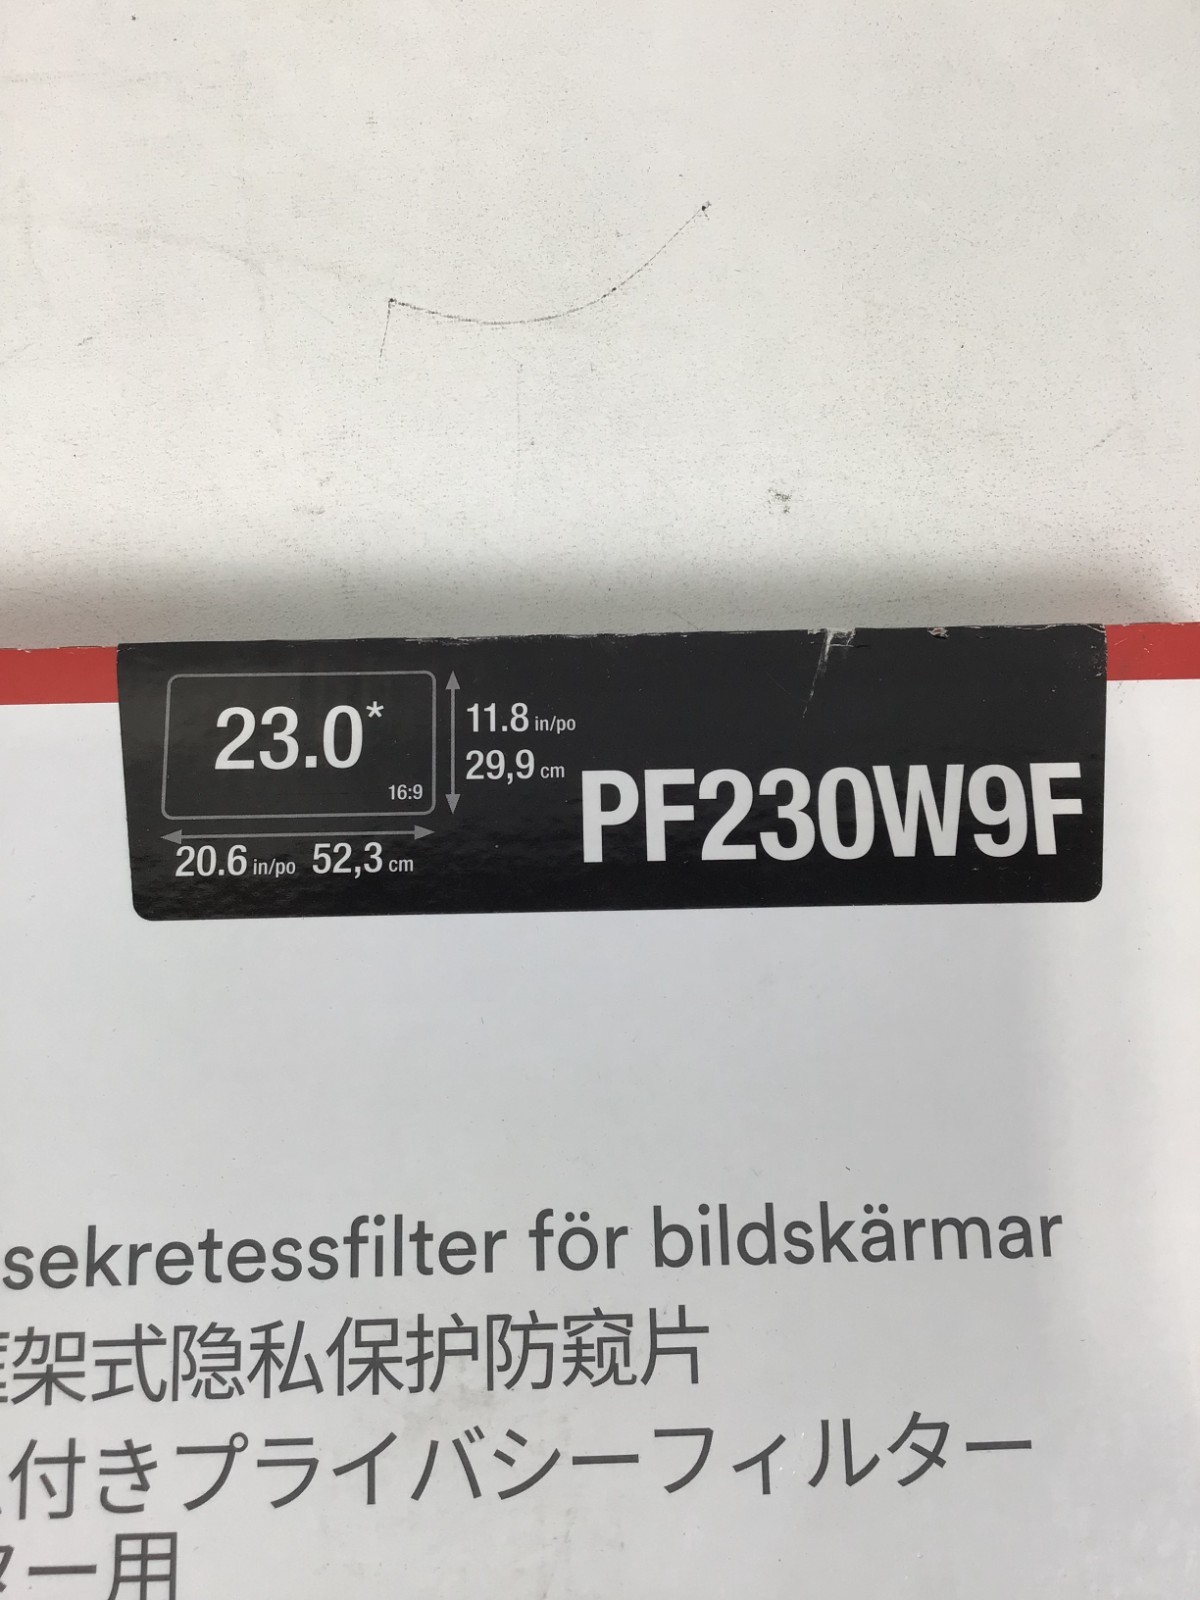 23.0*
16:9
11.8 in/po
29,9 cm
20.6 in/po 52,3 cm
PF230W9F
sekretessfilter för bildskärmar
架式隐私保护防窥片
付きプライバシーフィルター
ター用